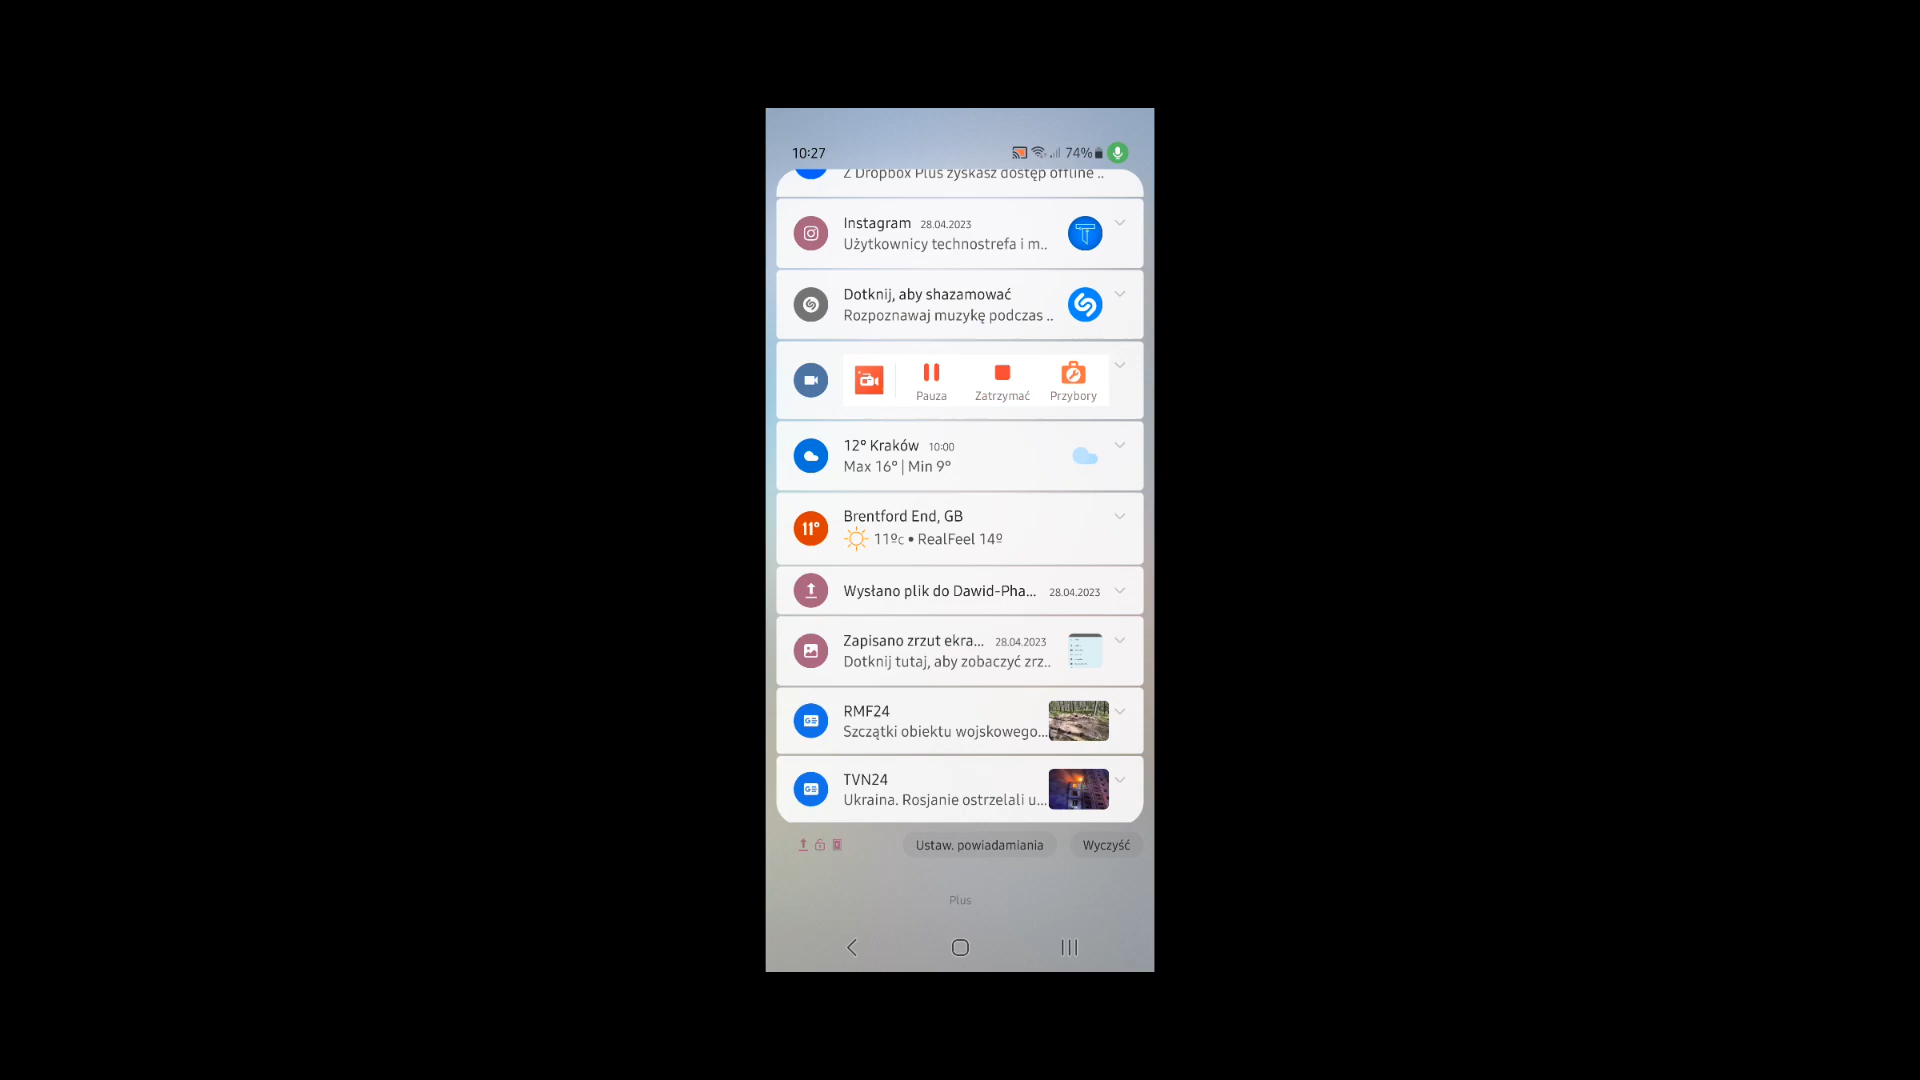 10:27
74%
Z Dropbox Plus zyskasz dostęp offline ..
Instagram 28.04.2023
Użytkownicy technostrefa i m..
Dotknij, aby shazamować
Rozpoznawaj muzykę podczas ..
Pauza Zatrzymać Przybory
12° Kraków 10:00
Max 16° | Min 9°
11°
Brentford End, GB
11ºc • RealFeel 14º
Wysłano plik do Dawid-Pha... 28.04.2023
Zapisano zrzut ekra... 28.04.2023
Dotknij tutaj, aby zobaczyć zrz..
RMF24
Szczątki obiektu wojskowego...
TVN24
Ukraina. Rosjanie ostrzelali u...
Ustaw. powiadamiania Wyczyść
Plus